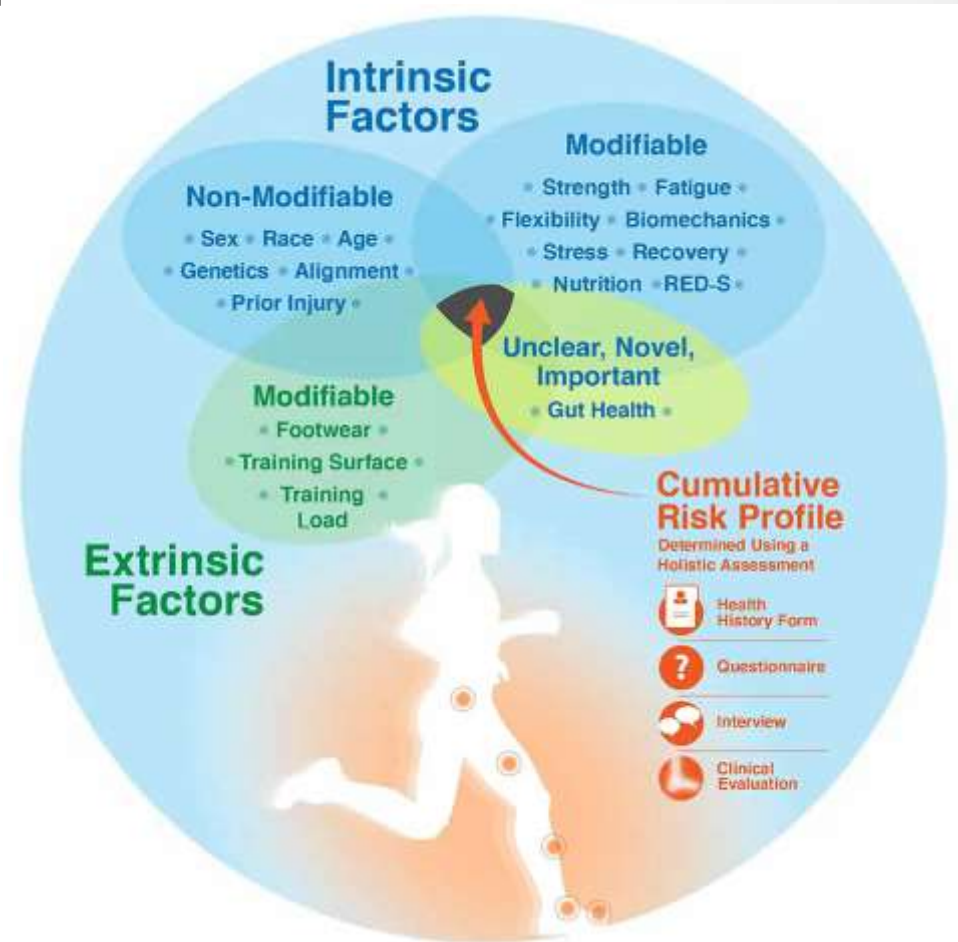 Intrinsic
Factors
Non-Modifiable
• Sex • Race • Age •
• Genetics • Alignment •
• Prior Injury •
Modifiable
• Strength • Fatigue •
• Flexibility • Biomechanics •
• Stress • Recovery •
• Nutrition • RED-S •
Unclear, Novel,
Important
• Gut Health •
Modifiable
• Footwear •
• Training Surface •
• Training •
Load
Extrinsic
Factors
Cumulative
Risk Profile
Determined Using a
Holistic Assessment
Health
History Form
?
Questionnaire
Interview
Clinical
Evaluation